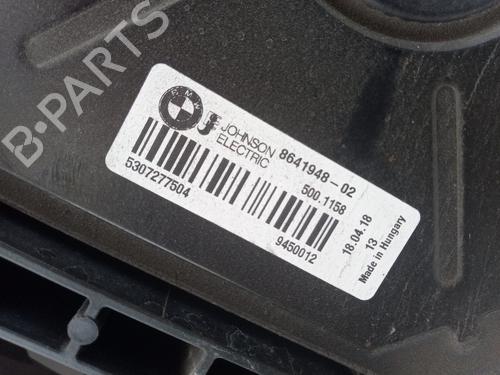 BMW
JOHNSON
ELECTRIC
8641948-02
500.1158
5307277504
9450012
18.04.18
13
Made in Hungary
B-PARTS